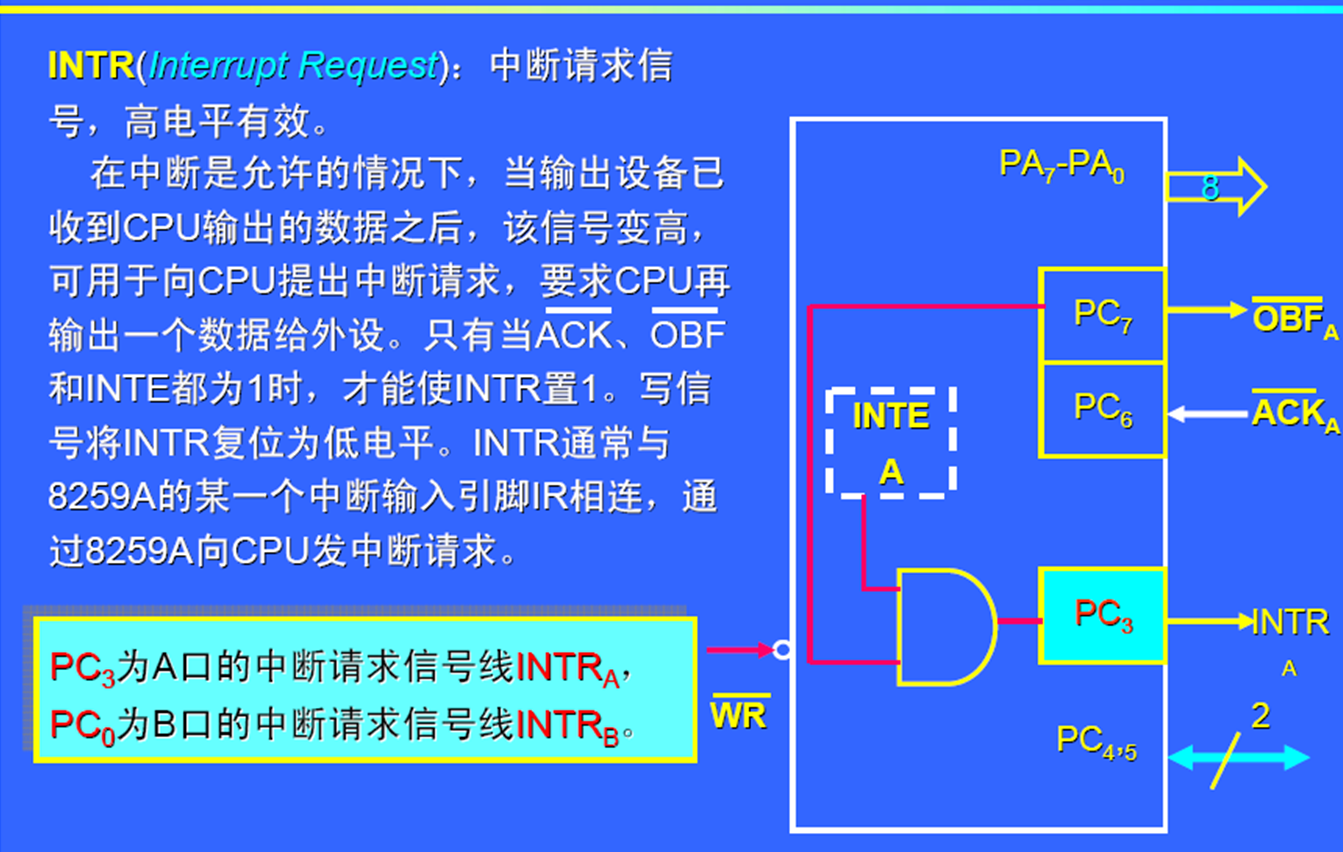 INTR(Interrupt Request)：中断请求信
号，高电平有效。
在中断是允许的情况下，当输出设备已
收到CPU输出的数据之后，该信号变高，
可用于向CPU提出中断请求，要求CPU再
输出一个数据给外设。只有当A̅C̅K̅、O̅B̅F̅
和INTE都为1时，才能使INTR置1。写信
号将INTR复位为低电平。INTR通常与
8259A的某一个中断输入引脚IR相连，通
过8259A向CPU发中断请求。
PC₃为A口的中断请求信号线INTR_A，
PC₀为B口的中断请求信号线INTR_B。
W̅R̅
PA₇-PA₀
8
PC₇
O̅B̅F̅_A
PC₆
A̅C̅K̅_A
INTE
A
PC₃
INTR
A
PC₄,₅
2